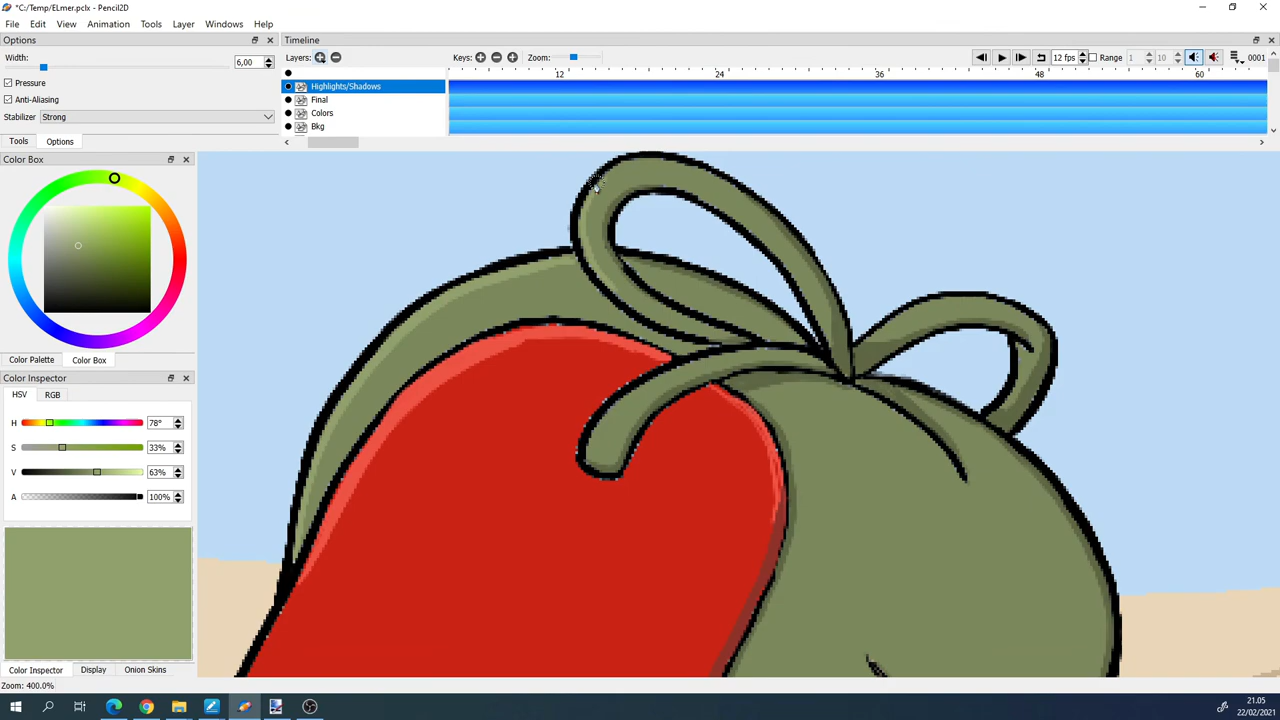 *C:/Temp/ELmer.pclx - Pencil2D
File Edit View Animation Tools Layer Windows Help
Options
Timeline
Width:
6,00
Layers:
Keys:
Zoom:
12 fps
Range
1
10
0001
12 24 36 48 60
Pressure
Anti-Aliasing
Stabilizer Strong
Highlights/Shadows
Final
Colors
Bkg
Tools Options
Color Box
Color Palette Color Box
Color Inspector
HSV RGB
H 78°
S 33%
V 63%
A 100%
Color Inspector Display Onion Skins
Zoom: 400.0%
21.05
22/02/2021